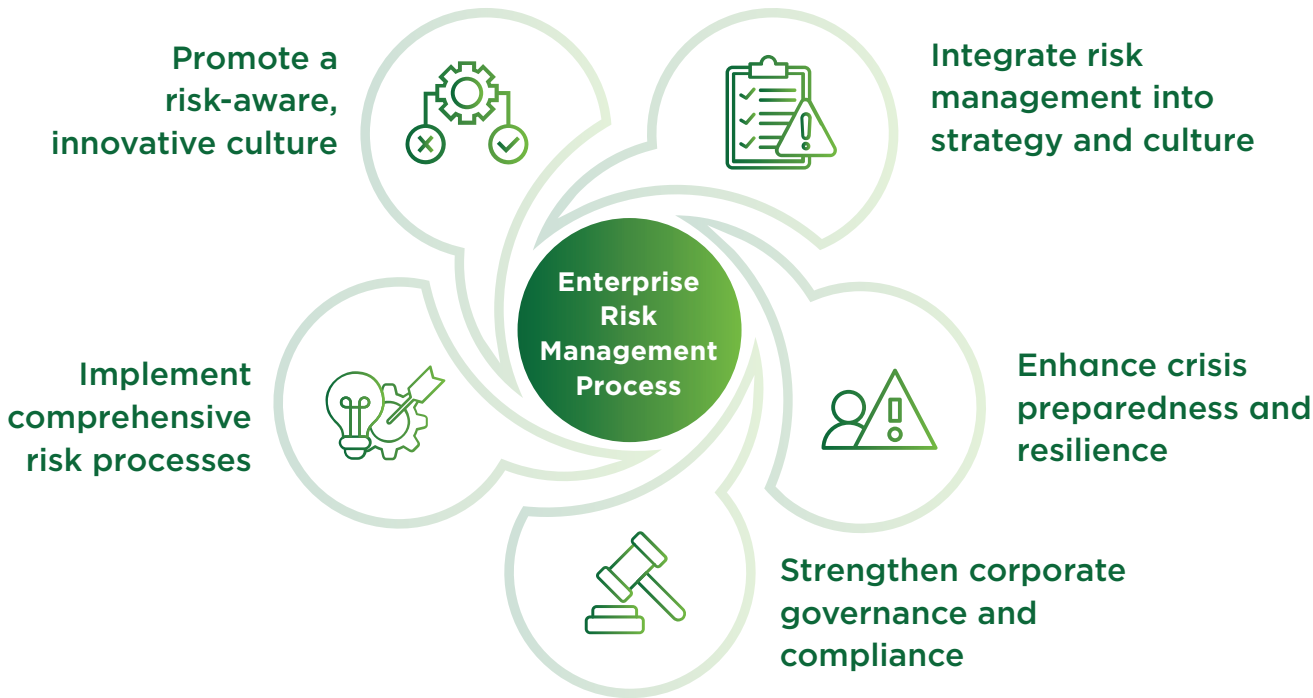 Promote a
risk-aware,
innovative culture
Integrate risk
management into
strategy and culture
Enterprise
Risk
Management
Process
Implement
comprehensive
risk processes
Enhance crisis
preparedness and
resilience
Strengthen corporate
governance and
compliance